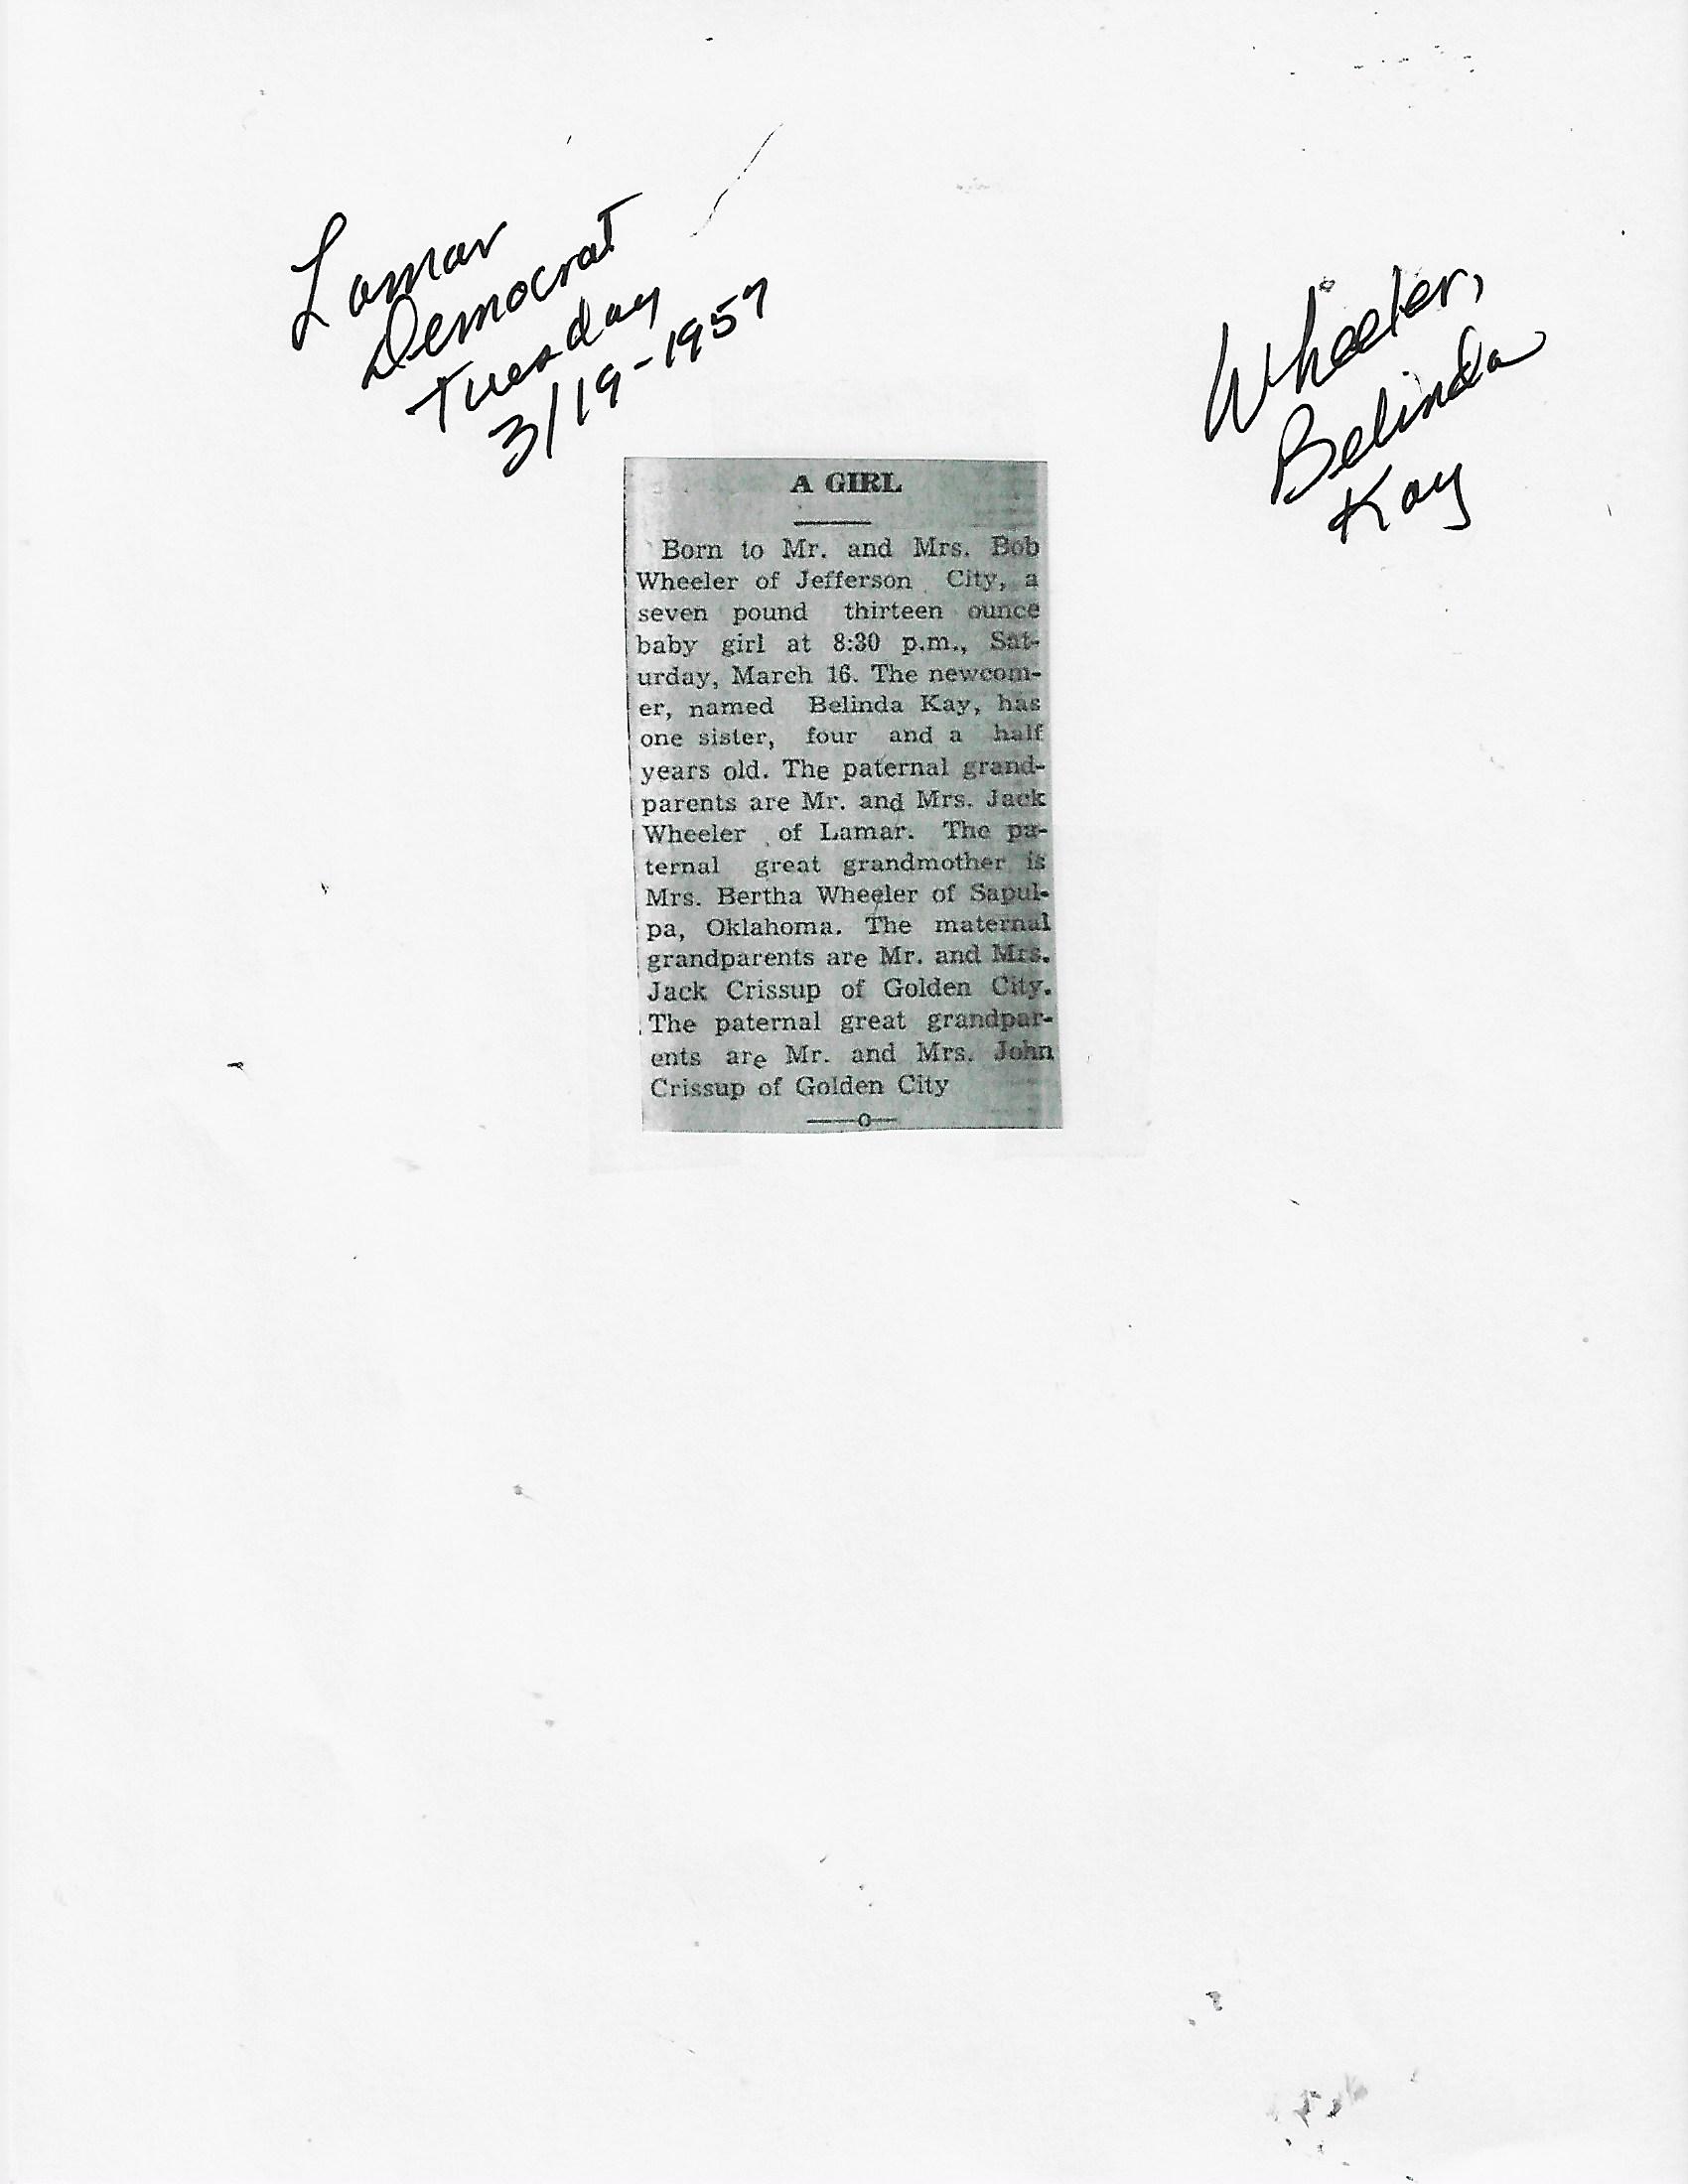 Lamar
Democrat
Tuesday
3/19-1957
Wheeler,
Belinda
Kay
A GIRL
Born to Mr. and Mrs. Bob
Wheeler of Jefferson City, a
seven pound thirteen ounce
baby girl at 8:30 p.m., Sat-
urday, March 16. The newcom-
er, named Belinda Kay, has
one sister, four and a half
years old. The paternal grand-
parents are Mr. and Mrs. Jack
Wheeler of Lamar. The pa-
ternal great grandmother is
Mrs. Bertha Wheeler of Sapul-
pa, Oklahoma. The maternal
grandparents are Mr. and Mrs.
Jack Crissup of Golden City.
The paternal great grandpar-
ents are Mr. and Mrs. John
Crissup of Golden City
—o—